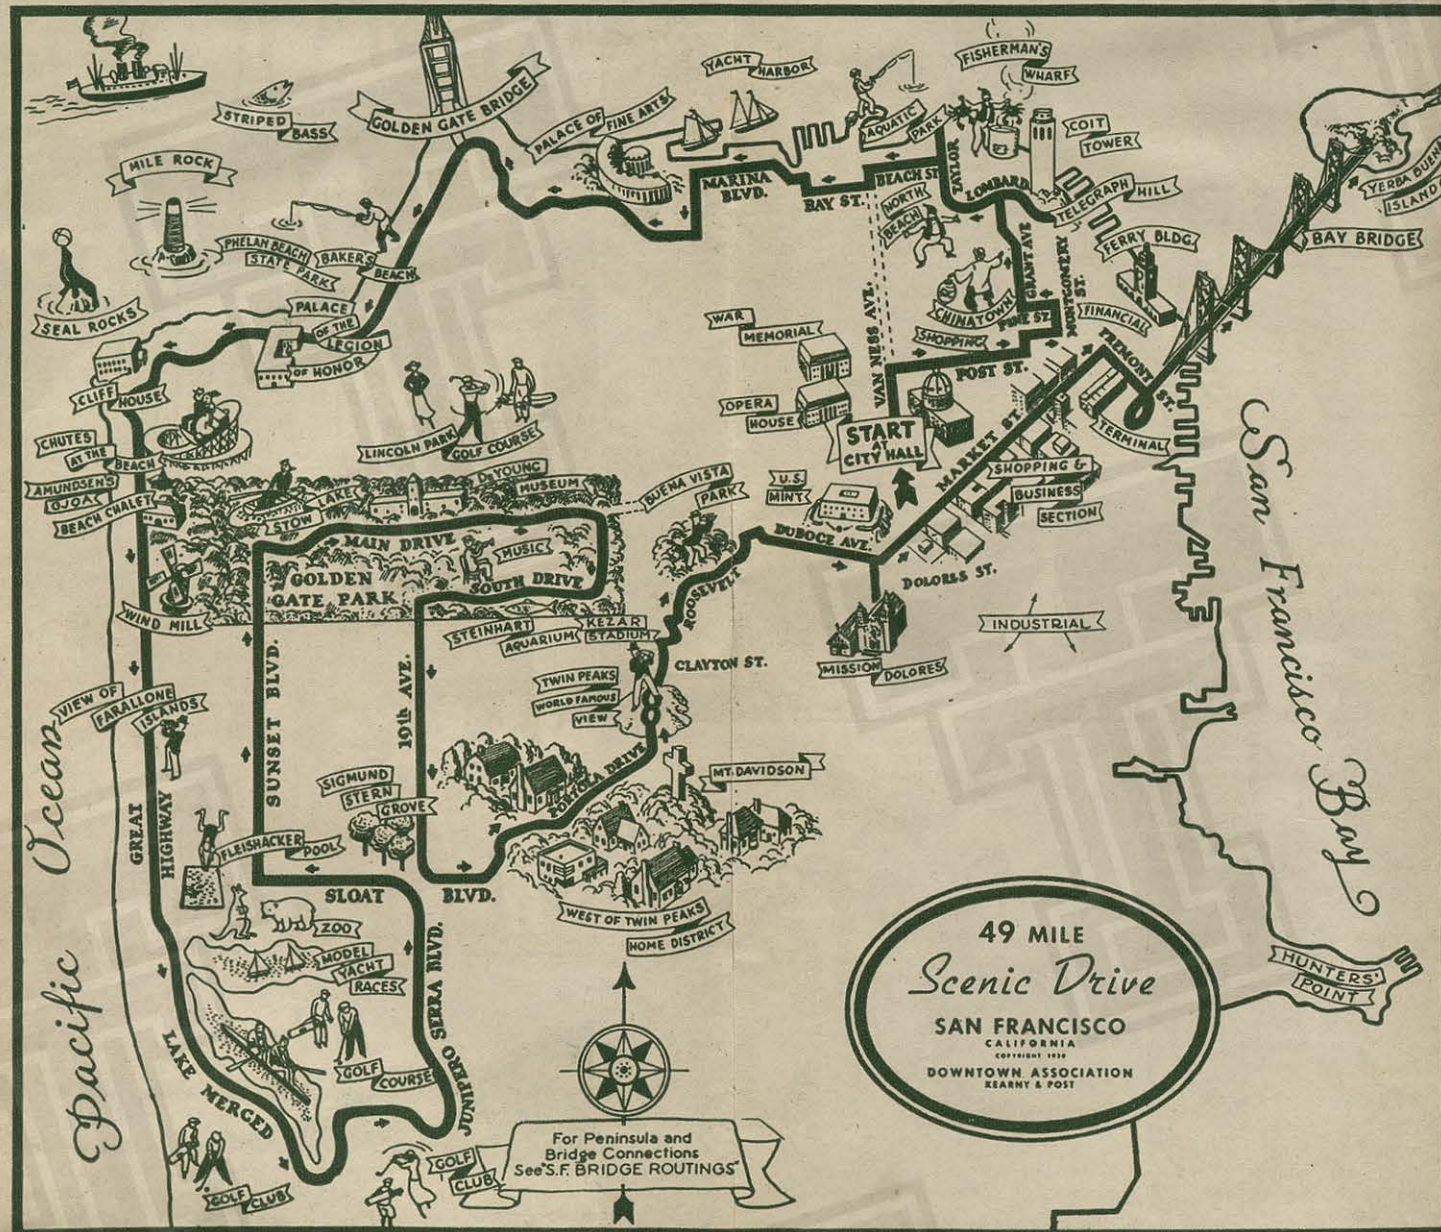 STRIPED
BASS
GOLDEN GATE BRIDGE
PALACE OF
FINE ARTS
YACHT
HARBOR
AQUATIC
PARK
FISHERMAN'S
WHARF
COIT
TOWER
MILE ROCK
PHELAN BEACH
STATE PARK
BAKER'S
BEACH
SEAL ROCKS
PALACE
OF THE
LEGION
OF HONOR
MARINA
BLVD.
BAY ST.
BEACH ST.
TAYLOR
LOMBARD
NORTH
BEACH
TELEGRAPH
HILL
GRANT AVE
MONTGOMERY
ST.
FERRY BLDG.
YERBA BUENA
ISLAND
BAY BRIDGE
CHINATOWN
PINE ST.
FINANCIAL
SHOPPING
VAN NESS AVE.
POST ST.
FREMONT
ST.
TERMINAL
WAR
MEMORIAL
OPERA
HOUSE
START
AT
CITY HALL
MARKET ST.
SHOPPING &
BUSINESS
SECTION
CLIFF
HOUSE
CHUTES
AT THE
BEACH
AMUNDSEN'S
GJOA
BEACH CHALET
LINCOLN PARK
GOLF COURSE
LAKE
STOW
DeYOUNG
MUSEUM
BUENA VISTA
PARK
U.S.
MINT
MAIN DRIVE
MUSIC
GOLDEN
GATE PARK
SOUTH DRIVE
WIND MILL
DUBOCE AVE.
DOLORES ST.
ROOSEVELT
STEINHART
AQUARIUM
KEZAR
STADIUM
MISSION
DOLORES
INDUSTRIAL
CLAYTON ST.
TWIN PEAKS
WORLD FAMOUS
VIEW
VIEW OF
FARALLONE
ISLANDS
SUNSET BLVD.
19th AVE.
GREAT
HIGHWAY
SIGMUND
STERN
GROVE
PORTOLA DRIVE
MT. DAVIDSON
FLEISHACKER
POOL
SLOAT
BLVD.
WEST OF TWIN PEAKS
HOME DISTRICT
ZOO
MODEL
YACHT
RACES
JUNIPERO SERRA BLVD.
GOLF
COURSE
LAKE MERCED
GOLF
CLUB
GOLF
CLUB
Pacific Ocean
San Francisco Bay
HUNTERS'
POINT
For Peninsula and
Bridge Connections
See "S.F. BRIDGE ROUTINGS"
49 MILE
Scenic Drive
SAN FRANCISCO
CALIFORNIA
DOWNTOWN ASSOCIATION
KEARNY & POST